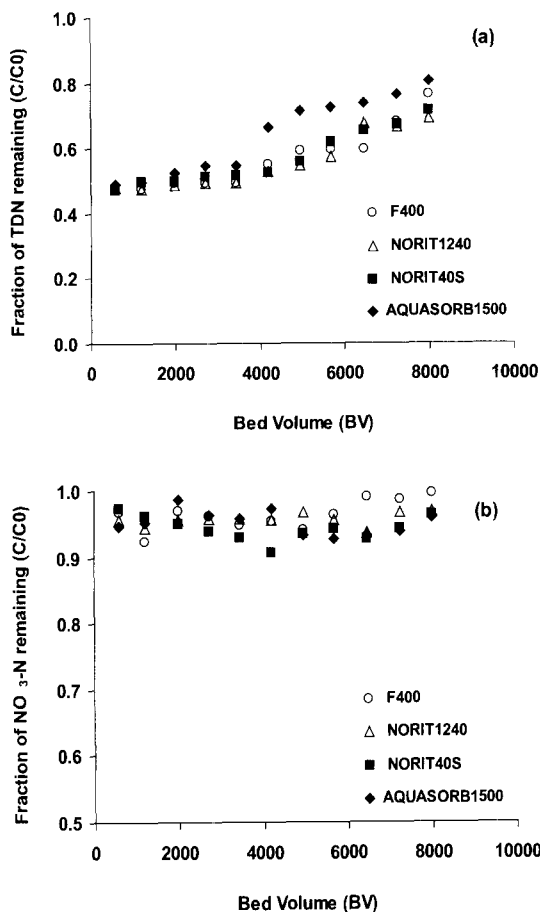 (a)
Fraction of TDN remaining (C/C0)
1.0
0.8
0.6
0.4
0.2
0.0
F400
NORIT1240
NORIT40S
AQUASORB1500
0 2000 4000 6000 8000 10000
Bed Volume (BV)
(b)
Fraction of NO 3-N remaining (C/C0)
1.0
0.9
0.8
0.7
0.6
0.5
F400
NORIT1240
NORIT40S
AQUASORB1500
0 2000 4000 6000 8000 10000
Bed Volume (BV)